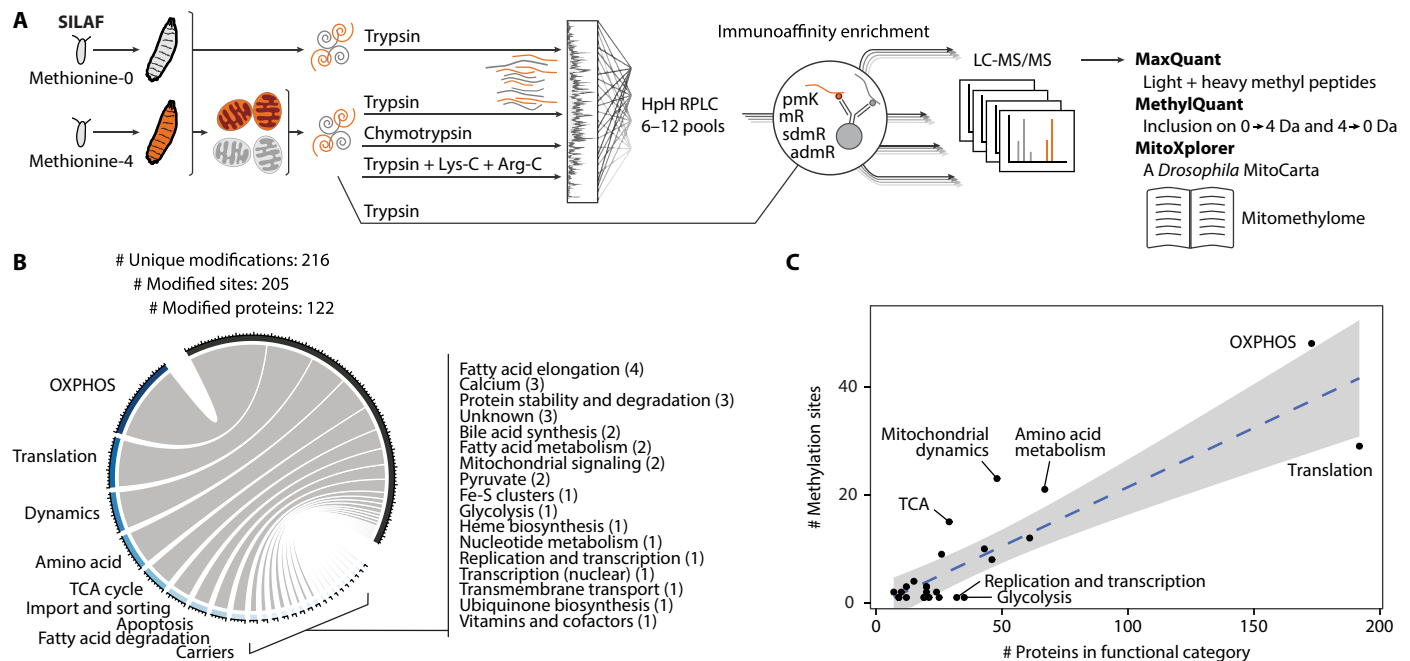 A
SILAF
Methionine-0
Methionine-4
Trypsin
Trypsin
Chymotrypsin
Trypsin + Lys-C + Arg-C
Trypsin
HpH RPLC
6–12 pools
Immunoaffinity enrichment
pmK
mR
sdmR
admR
LC-MS/MS
MaxQuant
Light + heavy methyl peptides
MethylQuant
Inclusion on 0→4 Da and 4→0 Da
MitoXplorer
A Drosophila MitoCarta
Mitomethylome
B
# Unique modifications: 216
# Modified sites: 205
# Modified proteins: 122
OXPHOS
Translation
Dynamics
Amino acid
TCA cycle
Import and sorting
Apoptosis
Fatty acid degradation
Carriers
Fatty acid elongation (4)
Calcium (3)
Protein stability and degradation (3)
Unknown (3)
Bile acid synthesis (2)
Fatty acid metabolism (2)
Mitochondrial signaling (2)
Pyruvate (2)
Fe-S clusters (1)
Glycolysis (1)
Heme biosynthesis (1)
Nucleotide metabolism (1)
Replication and transcription (1)
Transcription (nuclear) (1)
Transmembrane transport (1)
Ubiquinone biosynthesis (1)
Vitamins and cofactors (1)
C
# Methylation sites
40
20
0
OXPHOS
Mitochondrial
dynamics
Amino acid
metabolism
Translation
TCA
Replication and transcription
Glycolysis
0
50
100
150
200
# Proteins in functional category